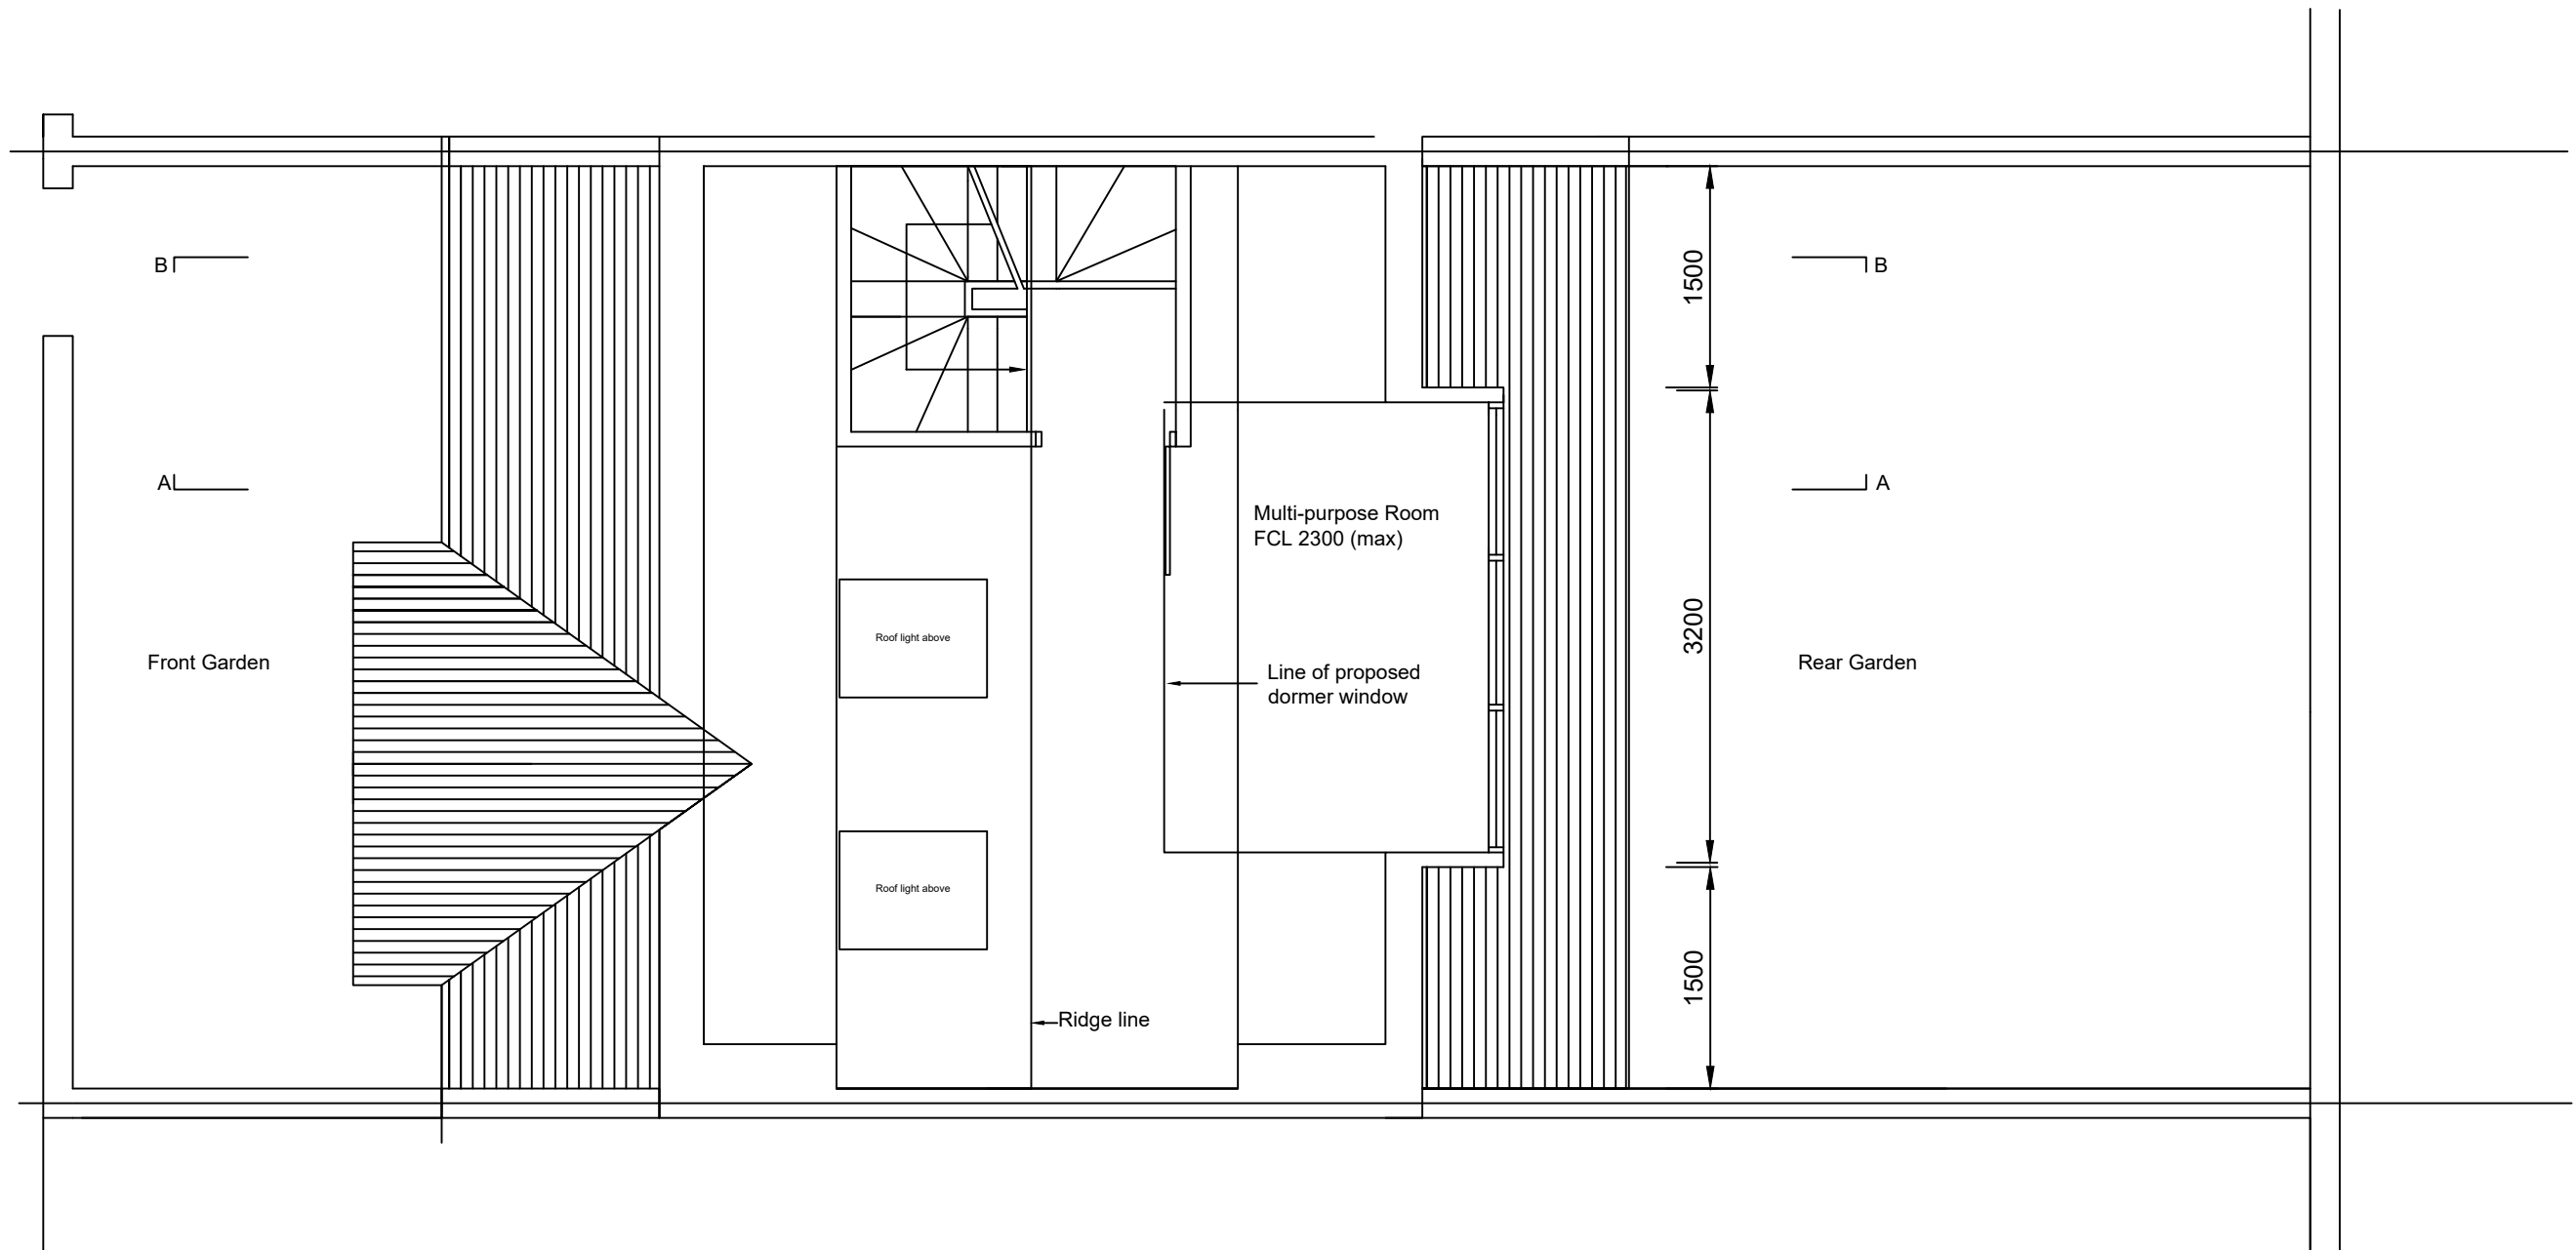 B
B
1500
A
A
Multi-purpose Room
FCL 2300 (max)
Roof light above
3200
Front Garden
Line of proposed
dormer window
Rear Garden
Roof light above
1500
Ridge line